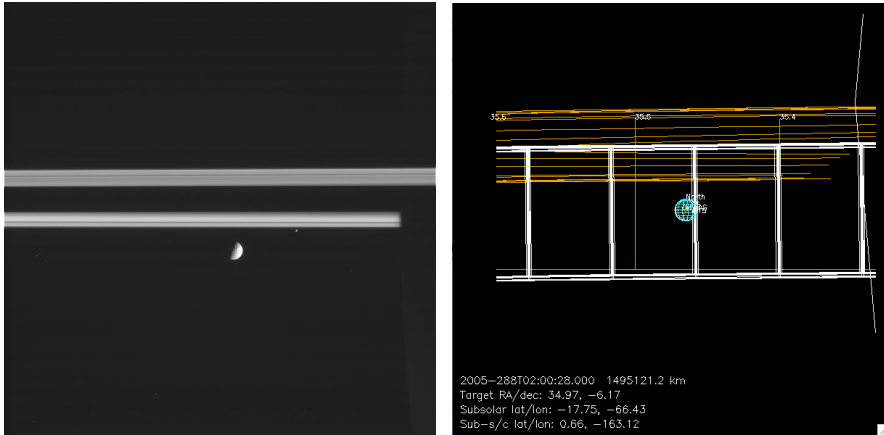 35.6
35.5
35.4
North
2005-288T02:00:28.000 1495121.2 km
Target RA/dec: 34.97, -6.17
Subsolar lat/lon: -17.75, -66.43
Sub-s/c lat/lon: 0.66, -163.12